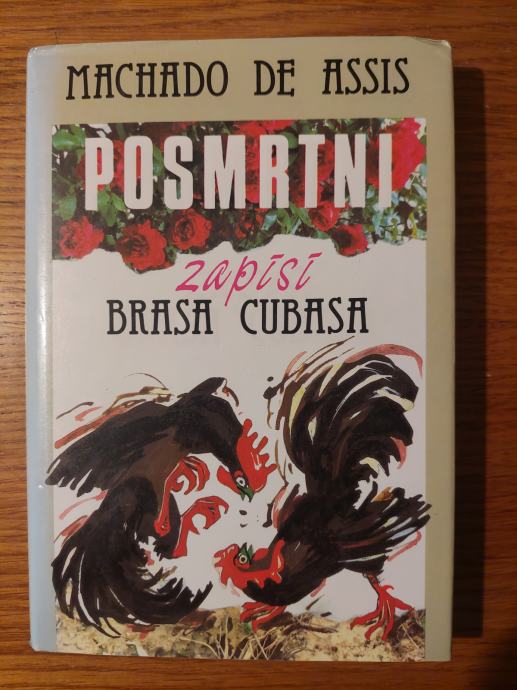 MACHADO DE ASSIS
POSMRTNI
zapisi
BRASA CUBASA